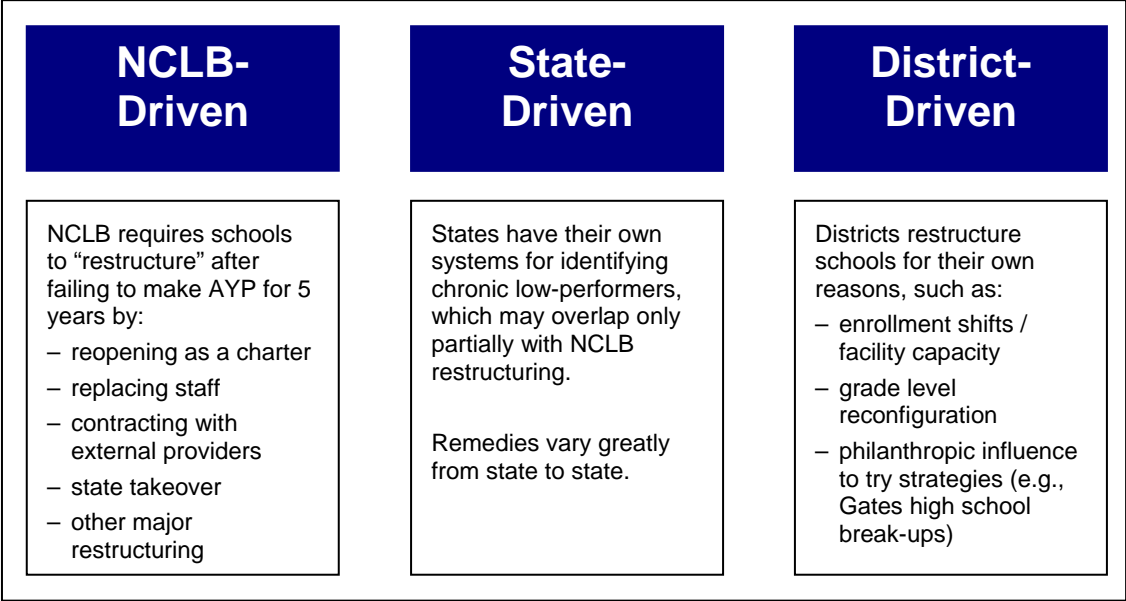 NCLB-
Driven
NCLB requires schools
to “restructure” after
failing to make AYP for 5
years by:
– reopening as a charter
– replacing staff
– contracting with
external providers
– state takeover
– other major
restructuring
State-
Driven
States have their own
systems for identifying
chronic low-performers,
which may overlap only
partially with NCLB
restructuring.
Remedies vary greatly
from state to state.
District-
Driven
Districts restructure
schools for their own
reasons, such as:
– enrollment shifts /
facility capacity
– grade level
reconfiguration
– philanthropic influence
to try strategies (e.g.,
Gates high school
break-ups)